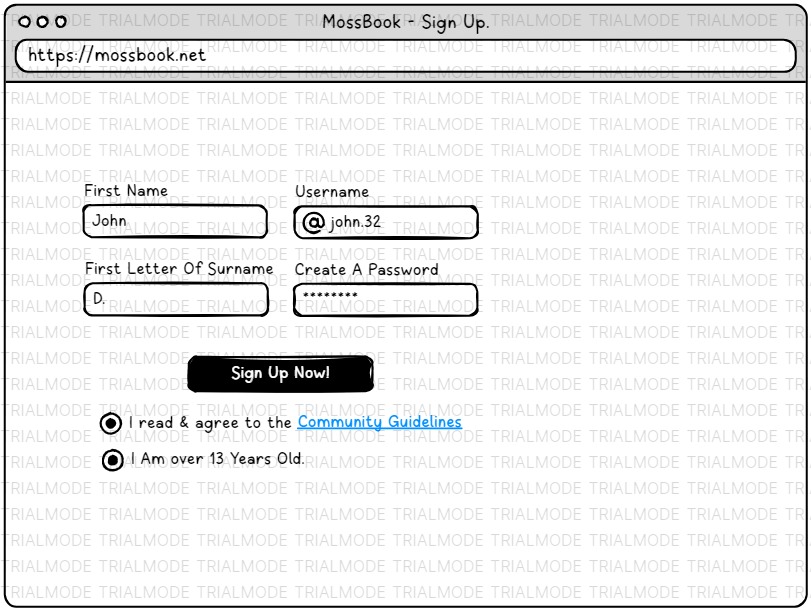 MossBook - Sign Up.
https://mossbook.net
TRIALMODE TRIALMODE TRIALMODE TRIALMODE TRIALMODE TRIALMODE TRIALMODE TRIALMODE
First Name
Username
John
@ john.32
First Letter Of Surname
Create A Password
D.
********
Sign Up Now!
I read & agree to the Community Guidelines
I Am over 13 Years Old.